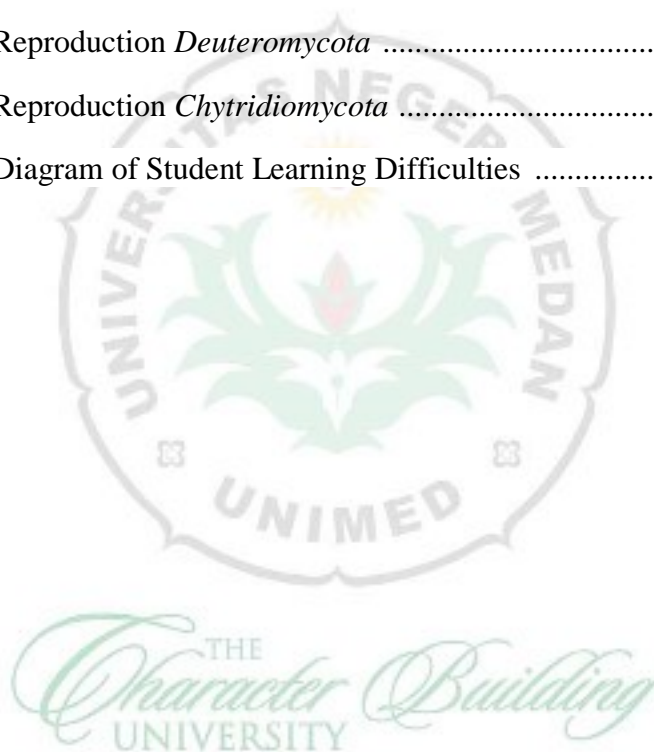 Reproduction Deuteromycota ..................................
Reproduction Chytridiomycota ................................
Diagram of Student Learning Difficulties ...............
UNIVERSITAS NEGERI MEDAN
UNIMED
THE
Character Building
UNIVERSITY